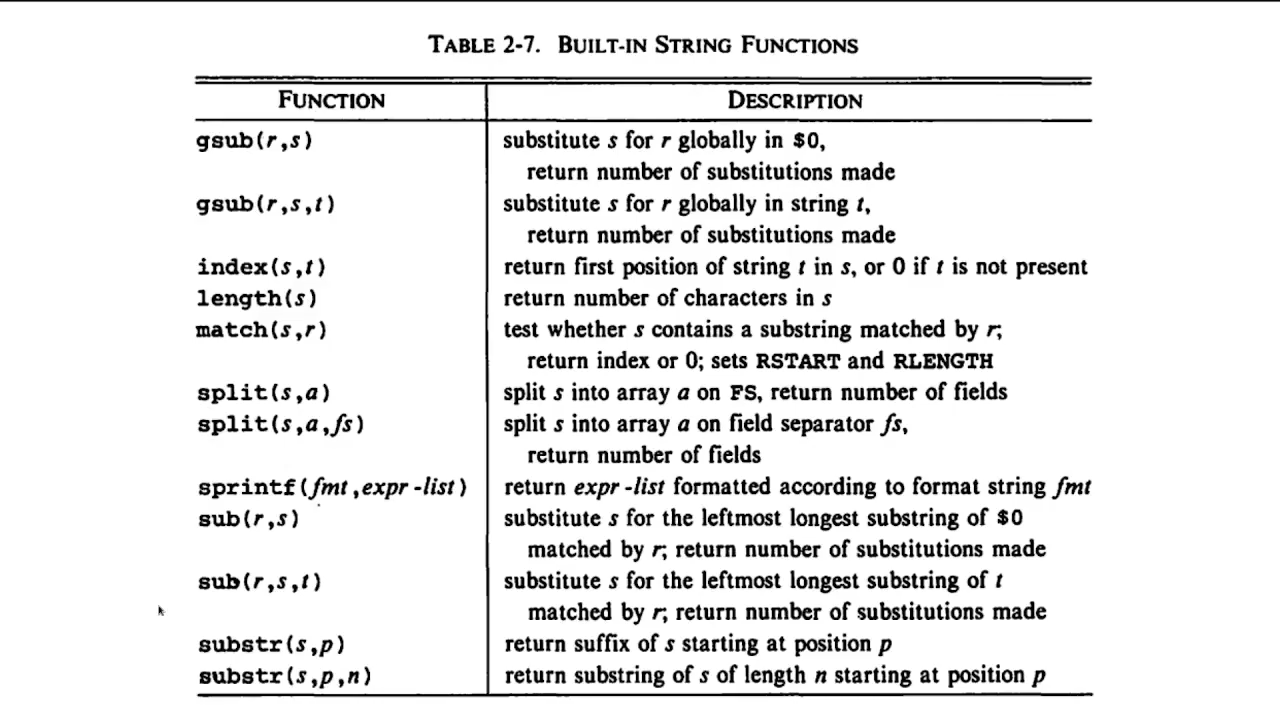 TABLE 2-7. BUILT-IN STRING FUNCTIONS
FUNCTION DESCRIPTION
gsub(r,s) substitute s for r globally in $0,
return number of substitutions made
gsub(r,s,t) substitute s for r globally in string t,
return number of substitutions made
index(s,t) return first position of string t in s, or 0 if t is not present
length(s) return number of characters in s
match(s,r) test whether s contains a substring matched by r;
return index or 0; sets RSTART and RLENGTH
split(s,a) split s into array a on FS, return number of fields
split(s,a,fs) split s into array a on field separator fs,
return number of fields
sprintf(fmt,expr-list) return expr-list formatted according to format string fmt
sub(r,s) substitute s for the leftmost longest substring of $0
matched by r; return number of substitutions made
sub(r,s,t) substitute s for the leftmost longest substring of t
matched by r; return number of substitutions made
substr(s,p) return suffix of s starting at position p
substr(s,p,n) return substring of s of length n starting at position p